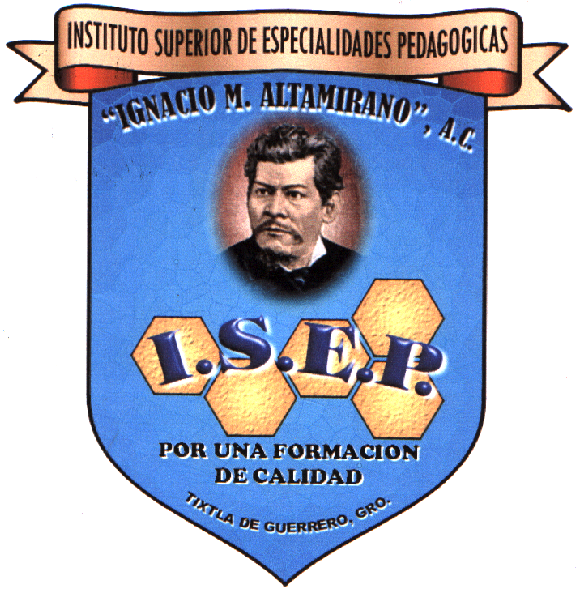 INSTITUTO SUPERIOR DE ESPECIALIDADES PEDAGOGICAS
"IGNACIO M. ALTAMIRANO", A.C.
I.S.E.P.
POR UNA FORMACION
DE CALIDAD
TIXTLA DE GUERRERO, GRO.